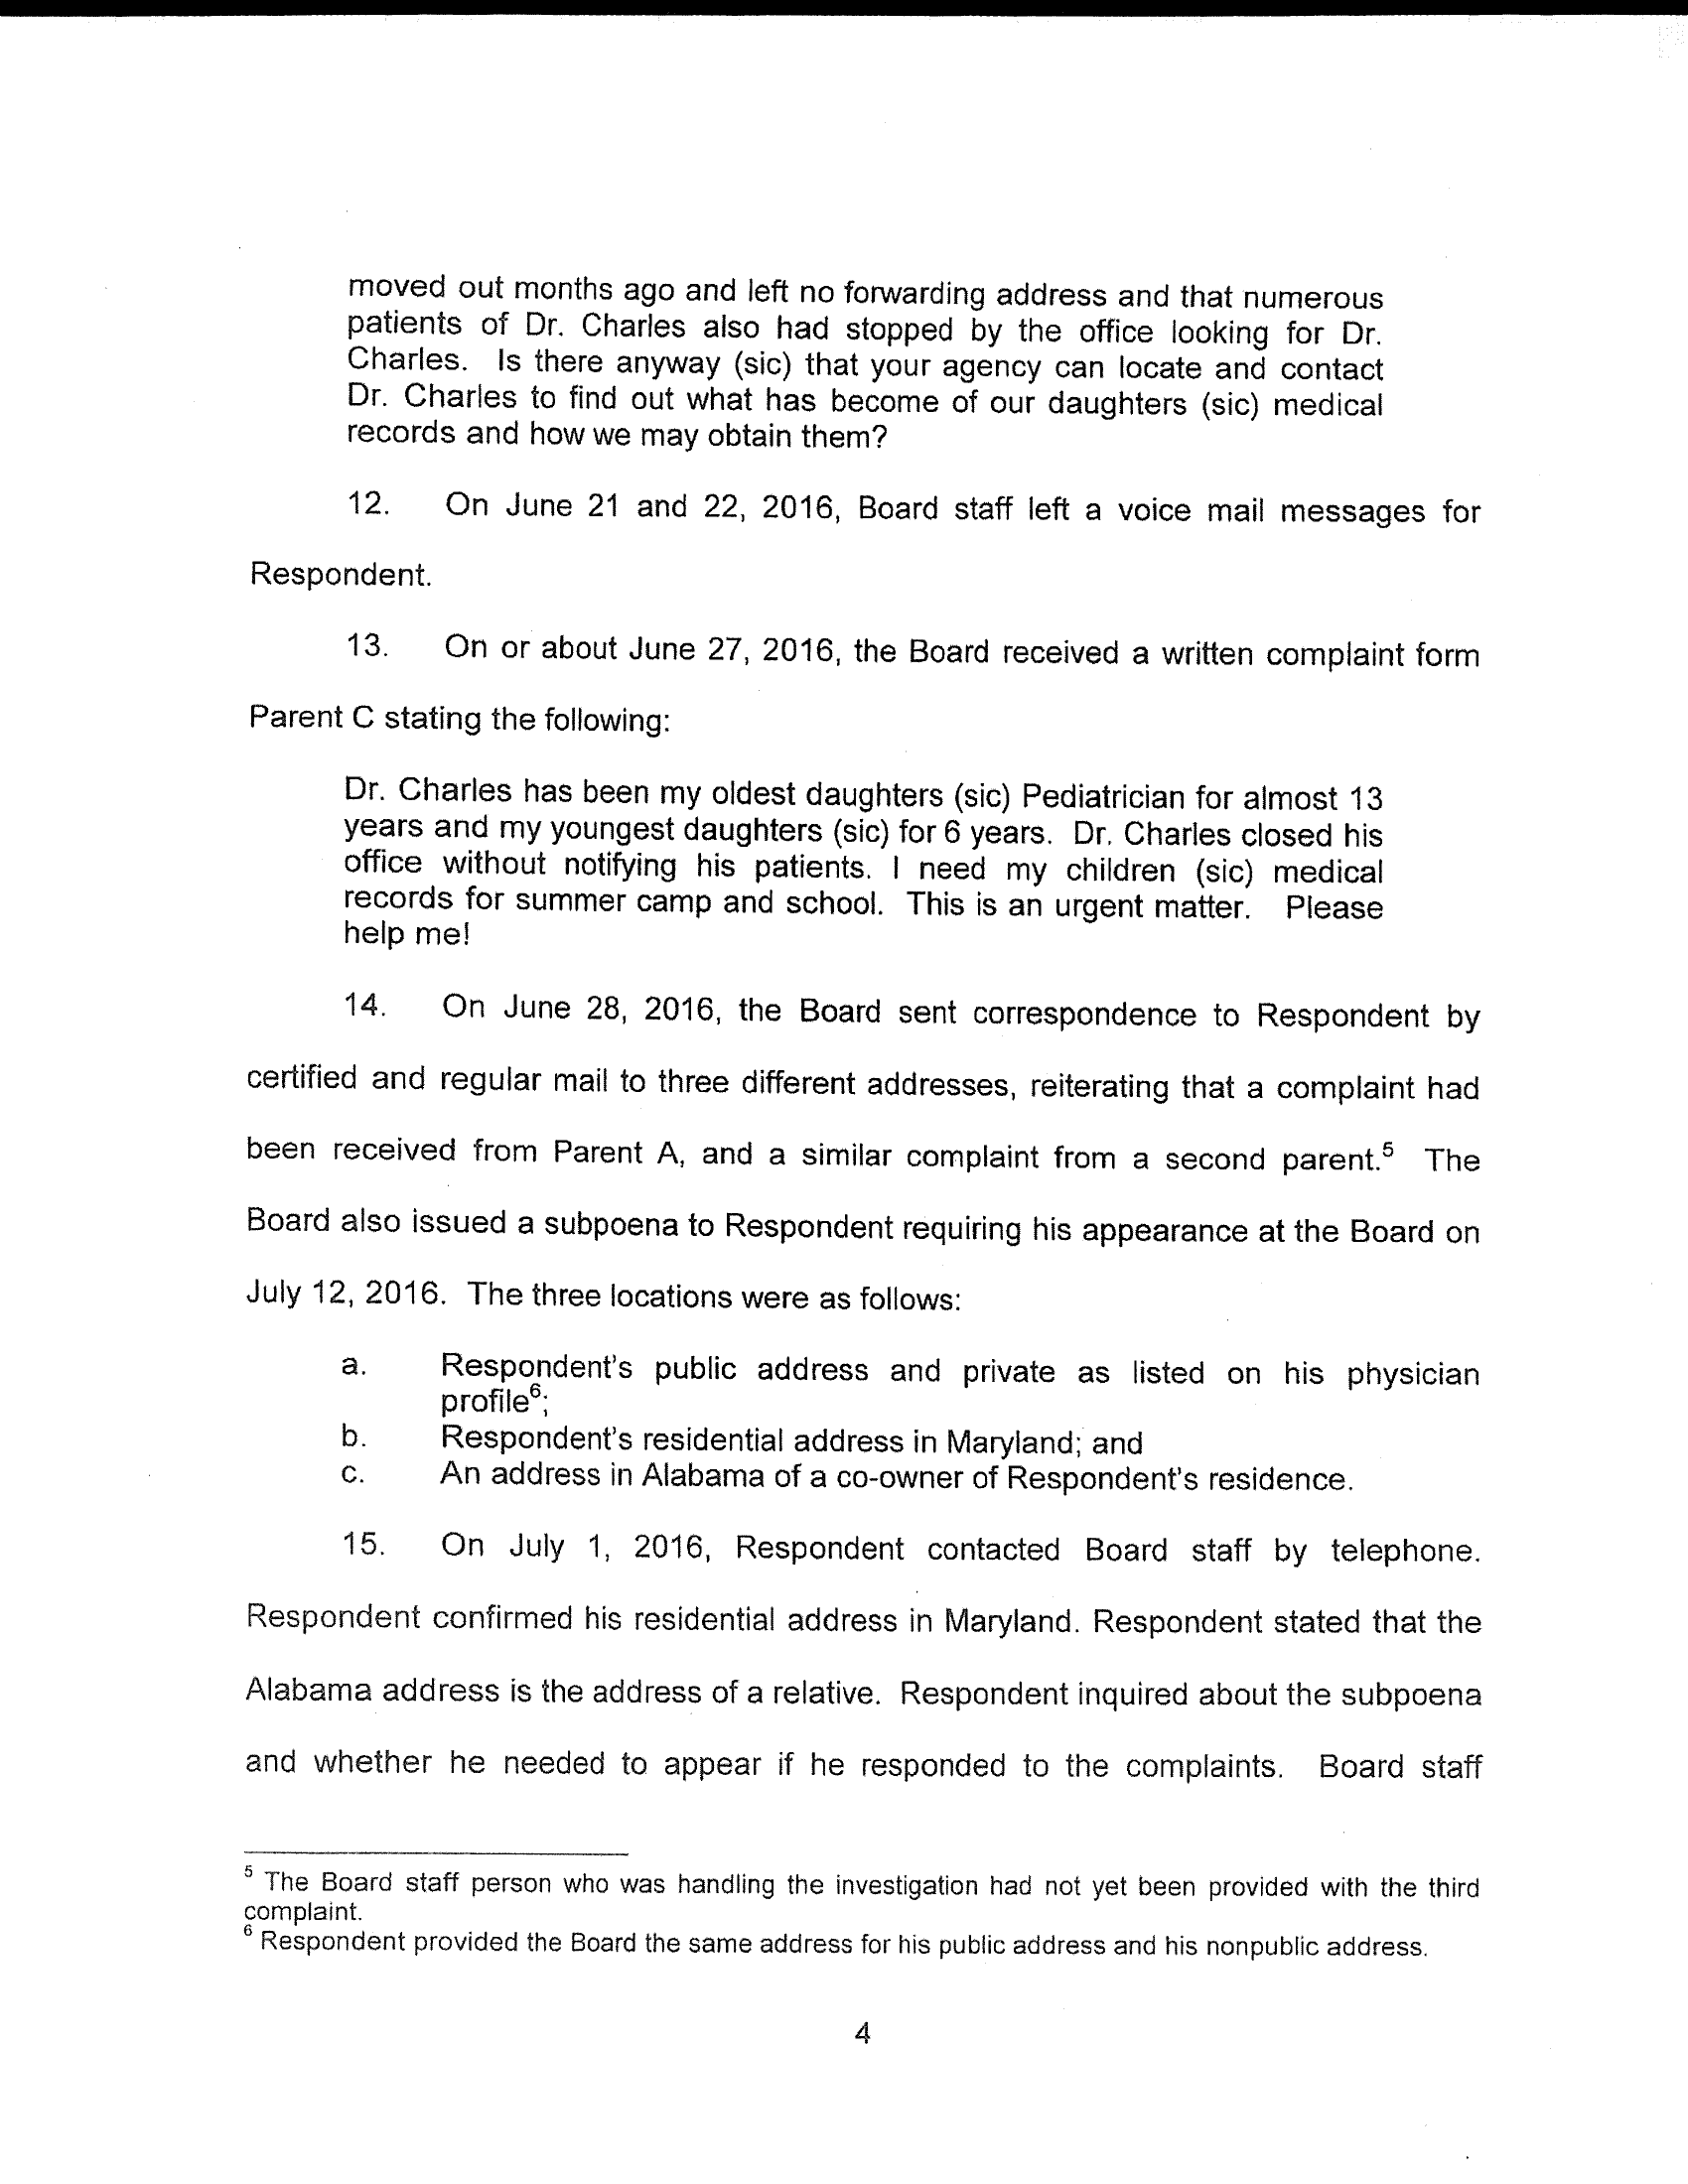 moved out months ago and left no forwarding address and that numerous
patients of Dr. Charles also had stopped by the office looking for Dr.
Charles. Is there anyway (sic) that your agency can locate and contact
Dr. Charles to find out what has become of our daughters (sic) medical
records and how we may obtain them?
12. On June 21 and 22, 2016, Board staff left a voice mail messages for
Respondent.
13. On or about June 27, 2016, the Board received a written complaint form
Parent C stating the following:
Dr. Charles has been my oldest daughters (sic) Pediatrician for almost 13
years and my youngest daughters (sic) for 6 years. Dr. Charles closed his
office without notifying his patients. I need my children (sic) medical
records for summer camp and school. This is an urgent matter. Please
help me!
14. On June 28, 2016, the Board sent correspondence to Respondent by
certified and regular mail to three different addresses, reiterating that a complaint had
been received from Parent A, and a similar complaint from a second parent.⁵ The
Board also issued a subpoena to Respondent requiring his appearance at the Board on
July 12, 2016. The three locations were as follows:
a. Respondent's public address and private as listed on his physician
profile⁶;
b. Respondent's residential address in Maryland; and
c. An address in Alabama of a co-owner of Respondent's residence.
15. On July 1, 2016, Respondent contacted Board staff by telephone.
Respondent confirmed his residential address in Maryland. Respondent stated that the
Alabama address is the address of a relative. Respondent inquired about the subpoena
and whether he needed to appear if he responded to the complaints. Board staff
⁵ The Board staff person who was handling the investigation had not yet been provided with the third
complaint.
⁶ Respondent provided the Board the same address for his public address and his nonpublic address.
4